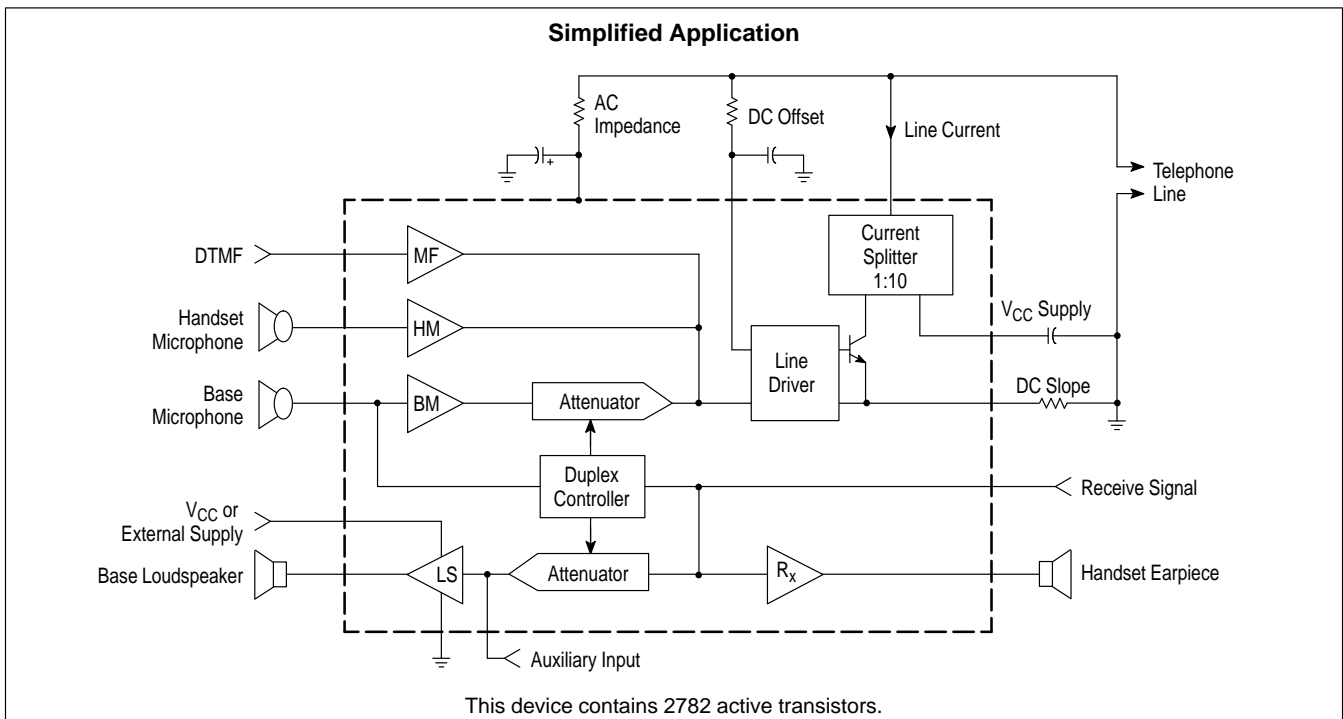 Simplified Application
AC
Impedance
DC Offset
Line Current
Telephone
Line
DTMF
MF
Current
Splitter
1:10
Handset
Microphone
HM
VCC Supply
Base
Microphone
BM
Attenuator
Line
Driver
DC Slope
Duplex
Controller
Receive Signal
VCC or
External Supply
Base Loudspeaker
LS
Attenuator
Rx
Handset Earpiece
Auxiliary Input
This device contains 2782 active transistors.
+